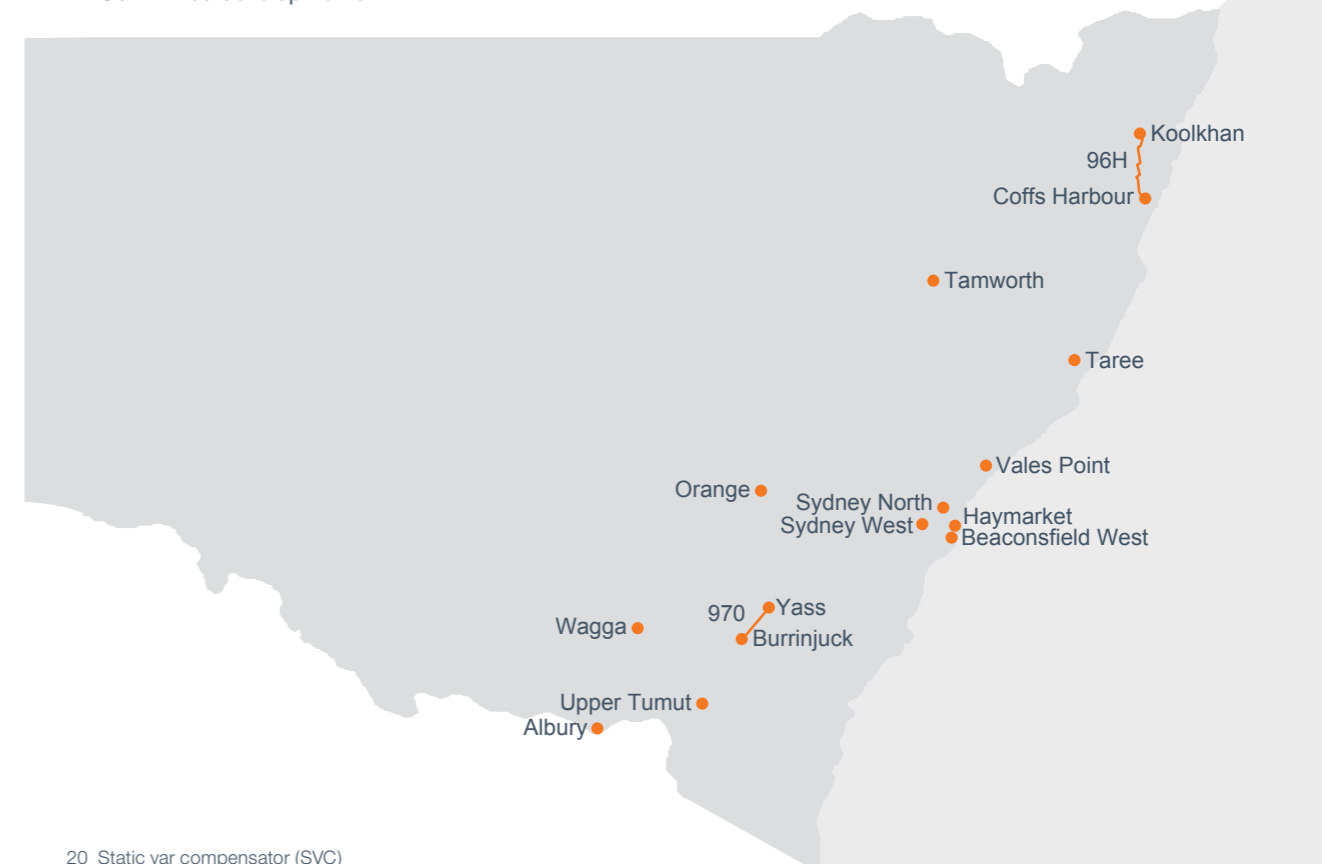 Koolkhan
96H
Coffs Harbour
Tamworth
Taree
Vales Point
Orange
Sydney North
Haymarket
Sydney West
Beaconsfield West
Yass
970
Wagga
Burrinjuck
Upper Tumut
Albury
20 Static var compensator (SVC)